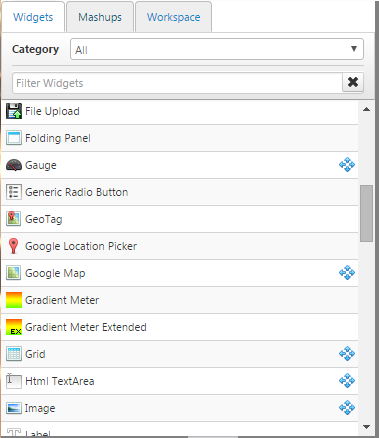 Widgets Mashups Workspace
Category All
Filter Widgets
File Upload
Folding Panel
Gauge
Generic Radio Button
GeoTag
Google Location Picker
Google Map
Gradient Meter
EX Gradient Meter Extended
Grid
Html TextArea
Image
Label